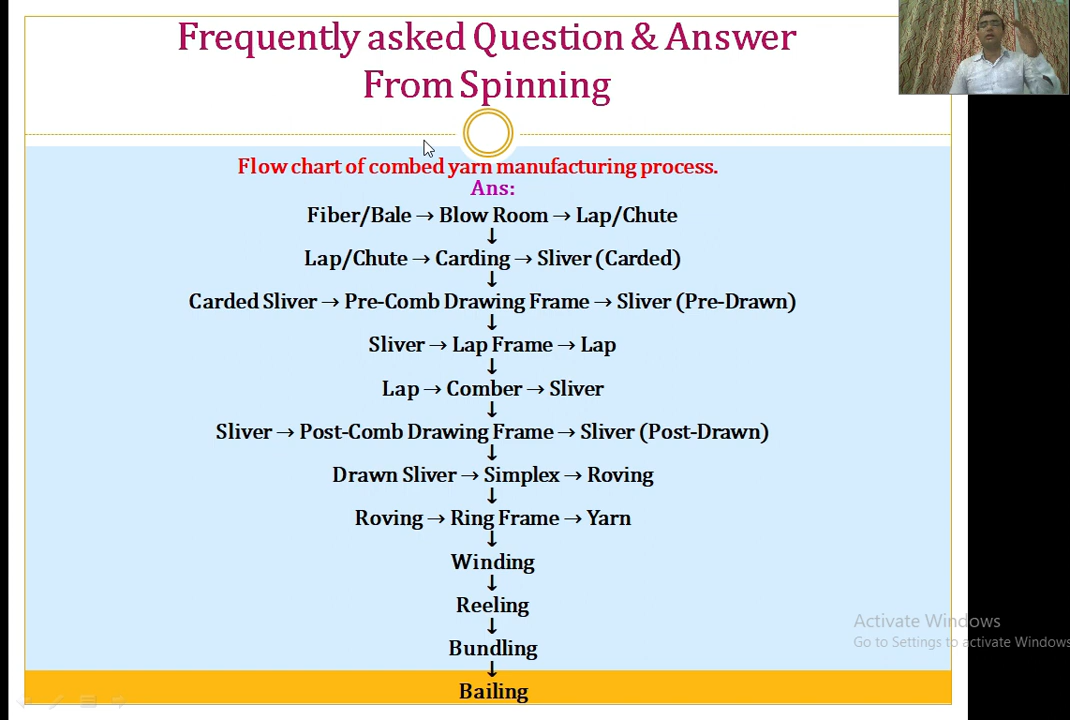 Frequently asked Question & Answer
From Spinning
Flow chart of combed yarn manufacturing process.
Ans:
Fiber/Bale → Blow Room → Lap/Chute
↓
Lap/Chute → Carding → Sliver (Carded)
↓
Carded Sliver → Pre-Comb Drawing Frame → Sliver (Pre-Drawn)
↓
Sliver → Lap Frame → Lap
↓
Lap → Comber → Sliver
↓
Sliver → Post-Comb Drawing Frame → Sliver (Post-Drawn)
↓
Drawn Sliver → Simplex → Roving
↓
Roving → Ring Frame → Yarn
↓
Winding
↓
Reeling
↓
Bundling
↓
Bailing
Activate Windows
Go to Settings to activate Windows